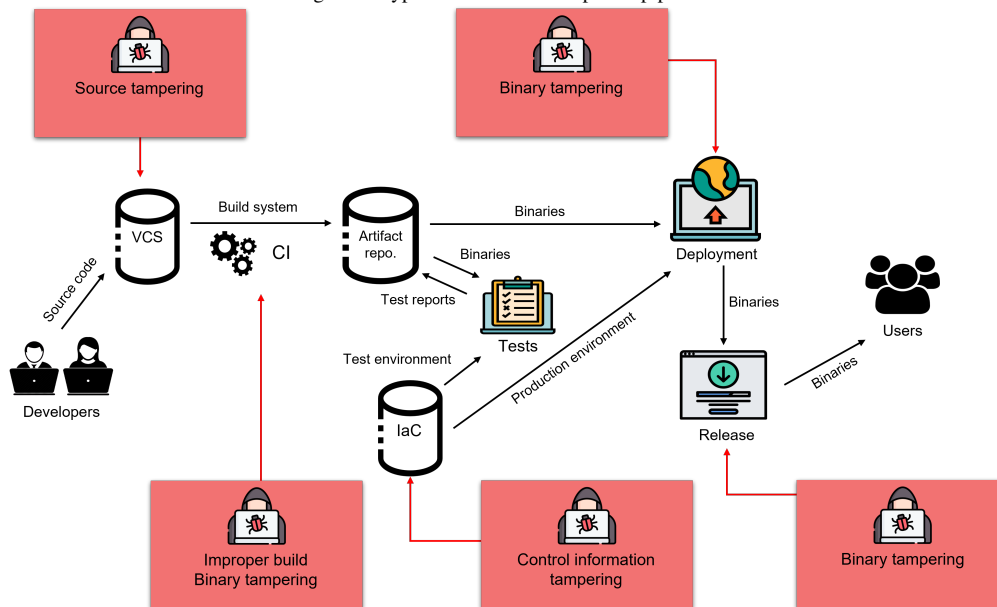 Source tampering
Binary tampering
VCS
Build system
CI
Artifact
repo.
Binaries
Binaries
Test reports
Deployment
Source code
Tests
Binaries
Users
Test environment
Production environment
Binaries
Developers
IaC
Release
Improper build
Binary tampering
Control information
tampering
Binary tampering